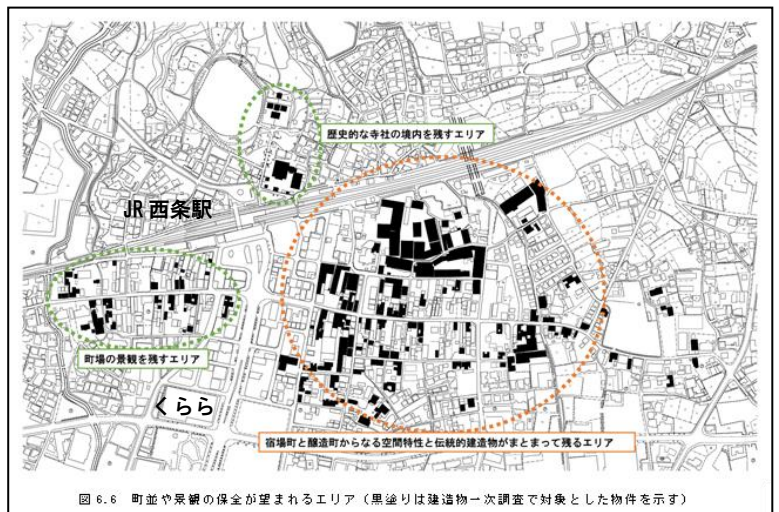 歴史的な寺社の境内を残すエリア
JR 西条駅
町場の景観を残すエリア
くらら
宿場町と醸造町からなる空間特性と伝統的建造物がまとまって残るエリア
図 6.6 町並や景観の保全が望まれるエリア（黒塗りは建造物一次調査で対象とした物件を示す）